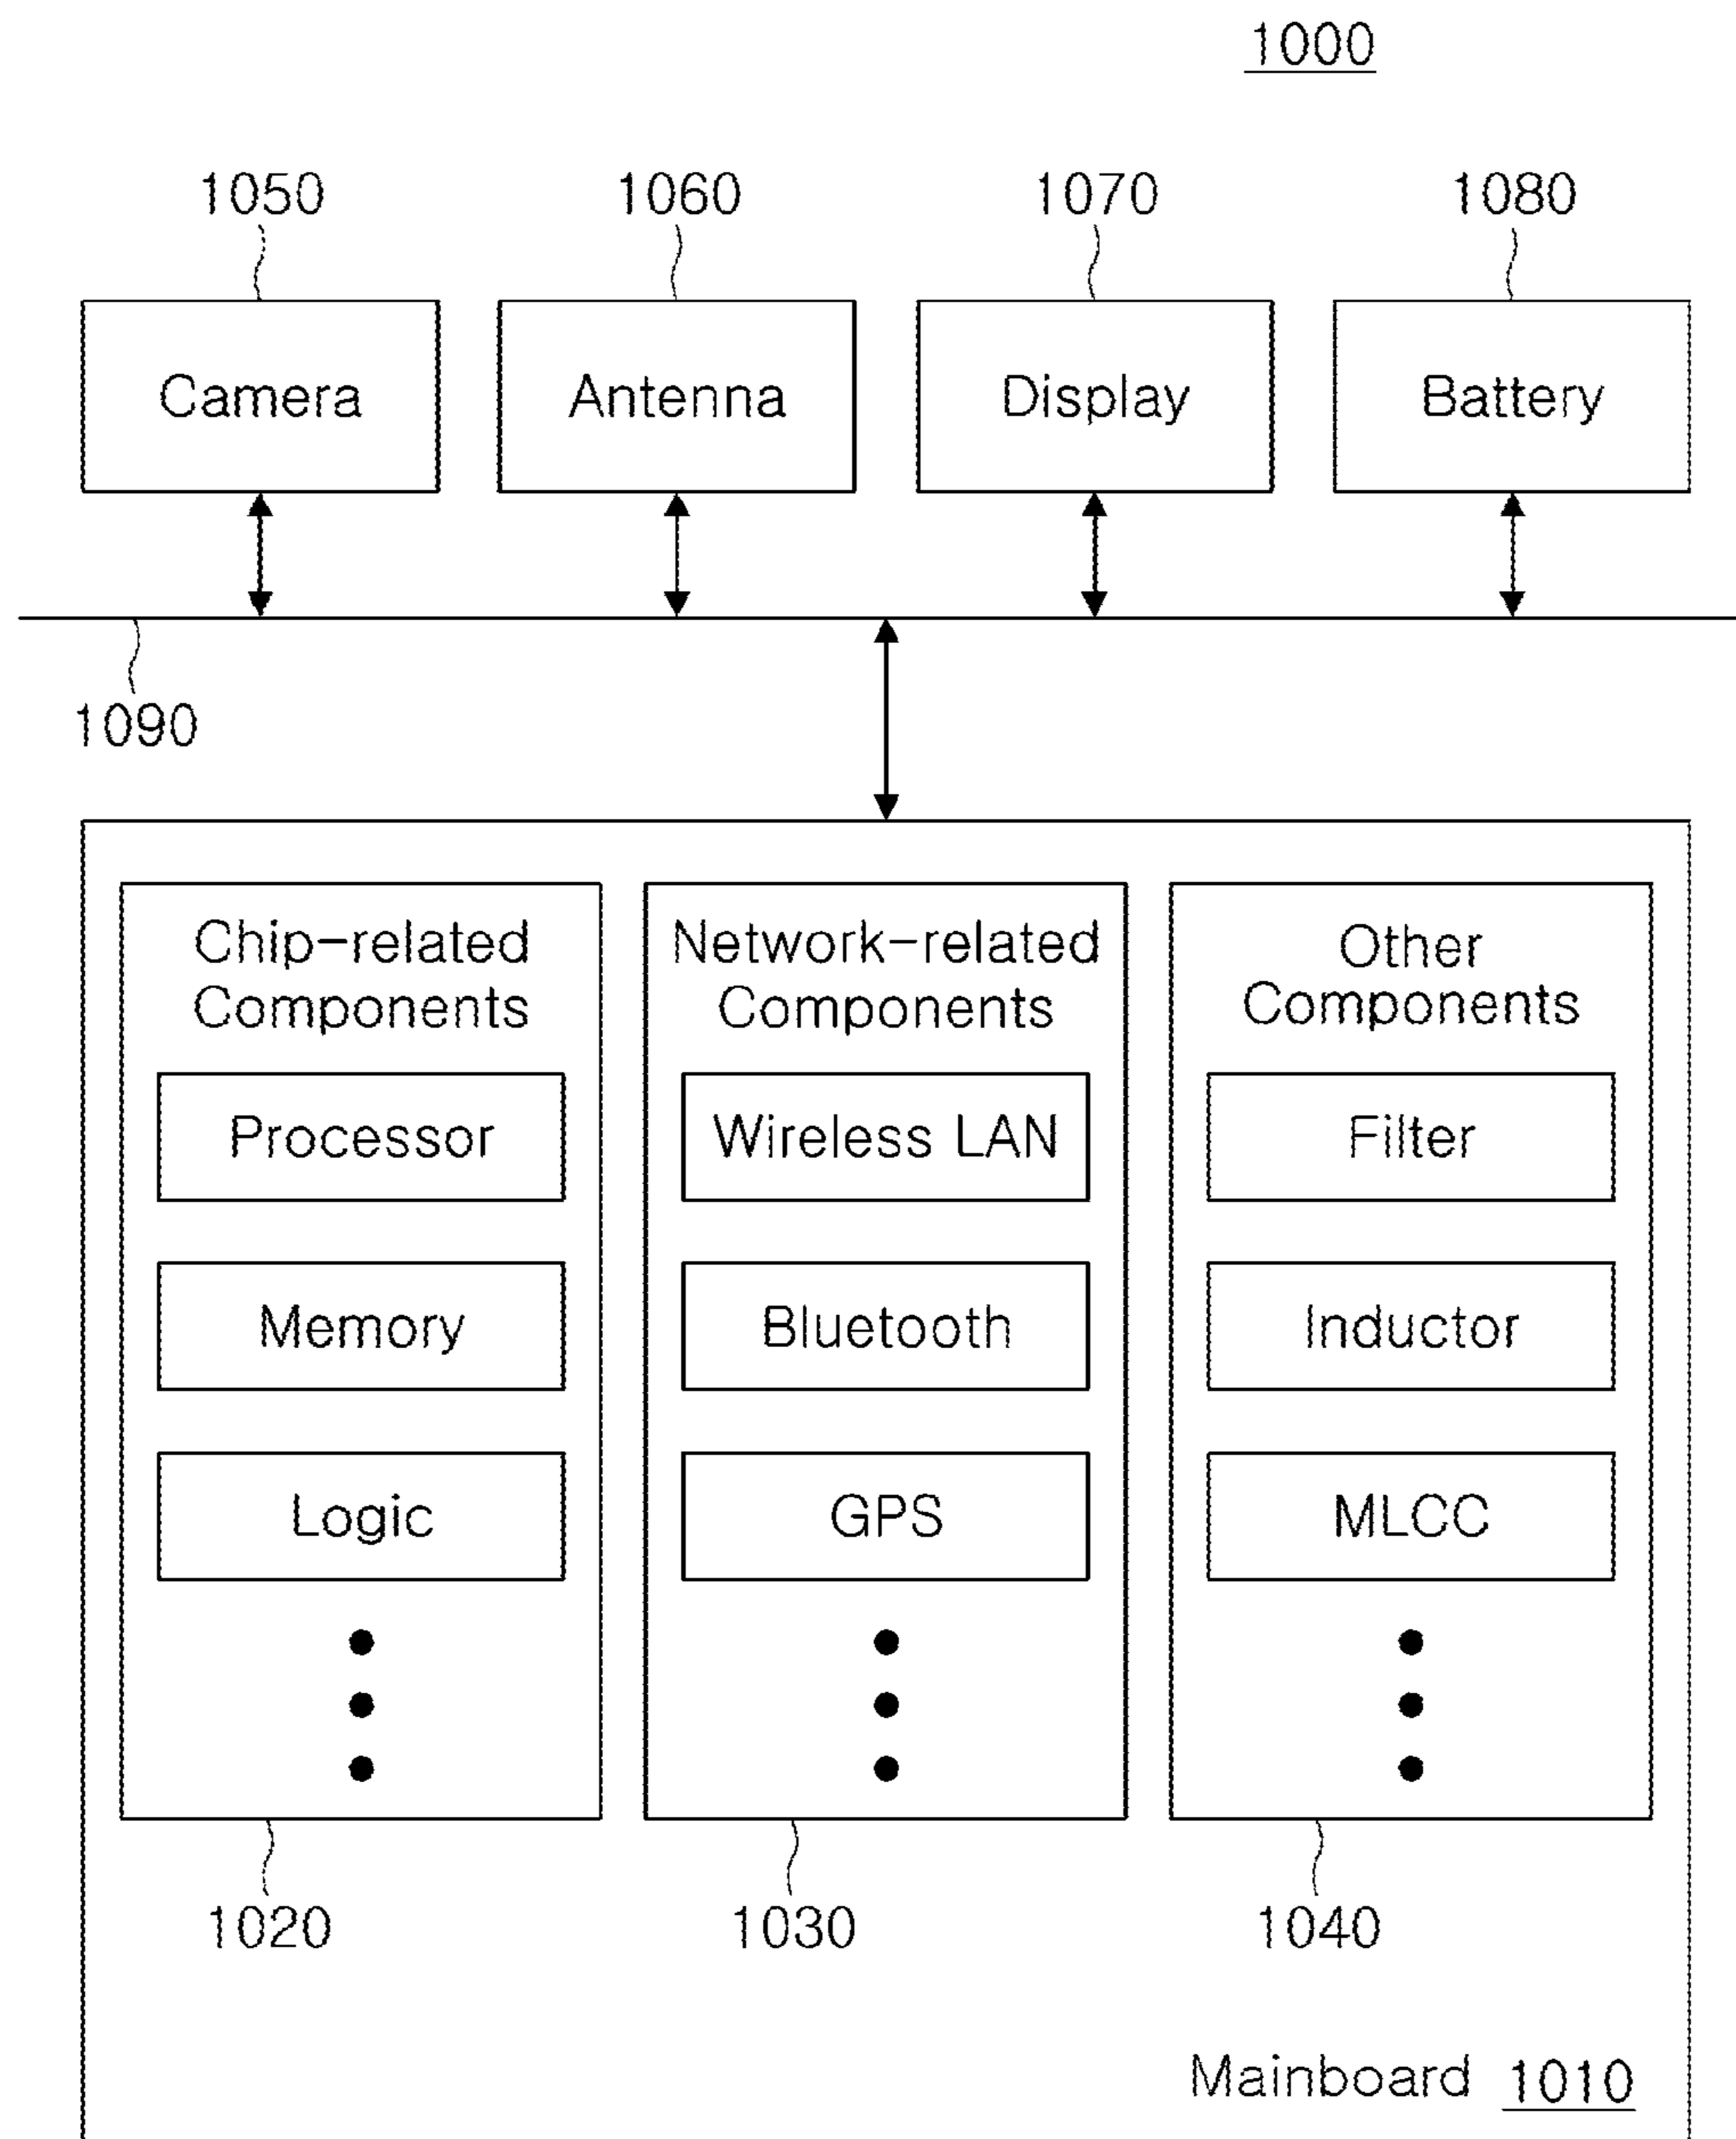 1000
1050
1060
1070
1080
Camera
Antenna
Display
Battery
1090
Chip-related
Components
Processor
Memory
Logic
Network-related
Components
Wireless LAN
Bluetooth
GPS
Other
Components
Filter
Inductor
MLCC
1020
1030
1040
Mainboard 1010